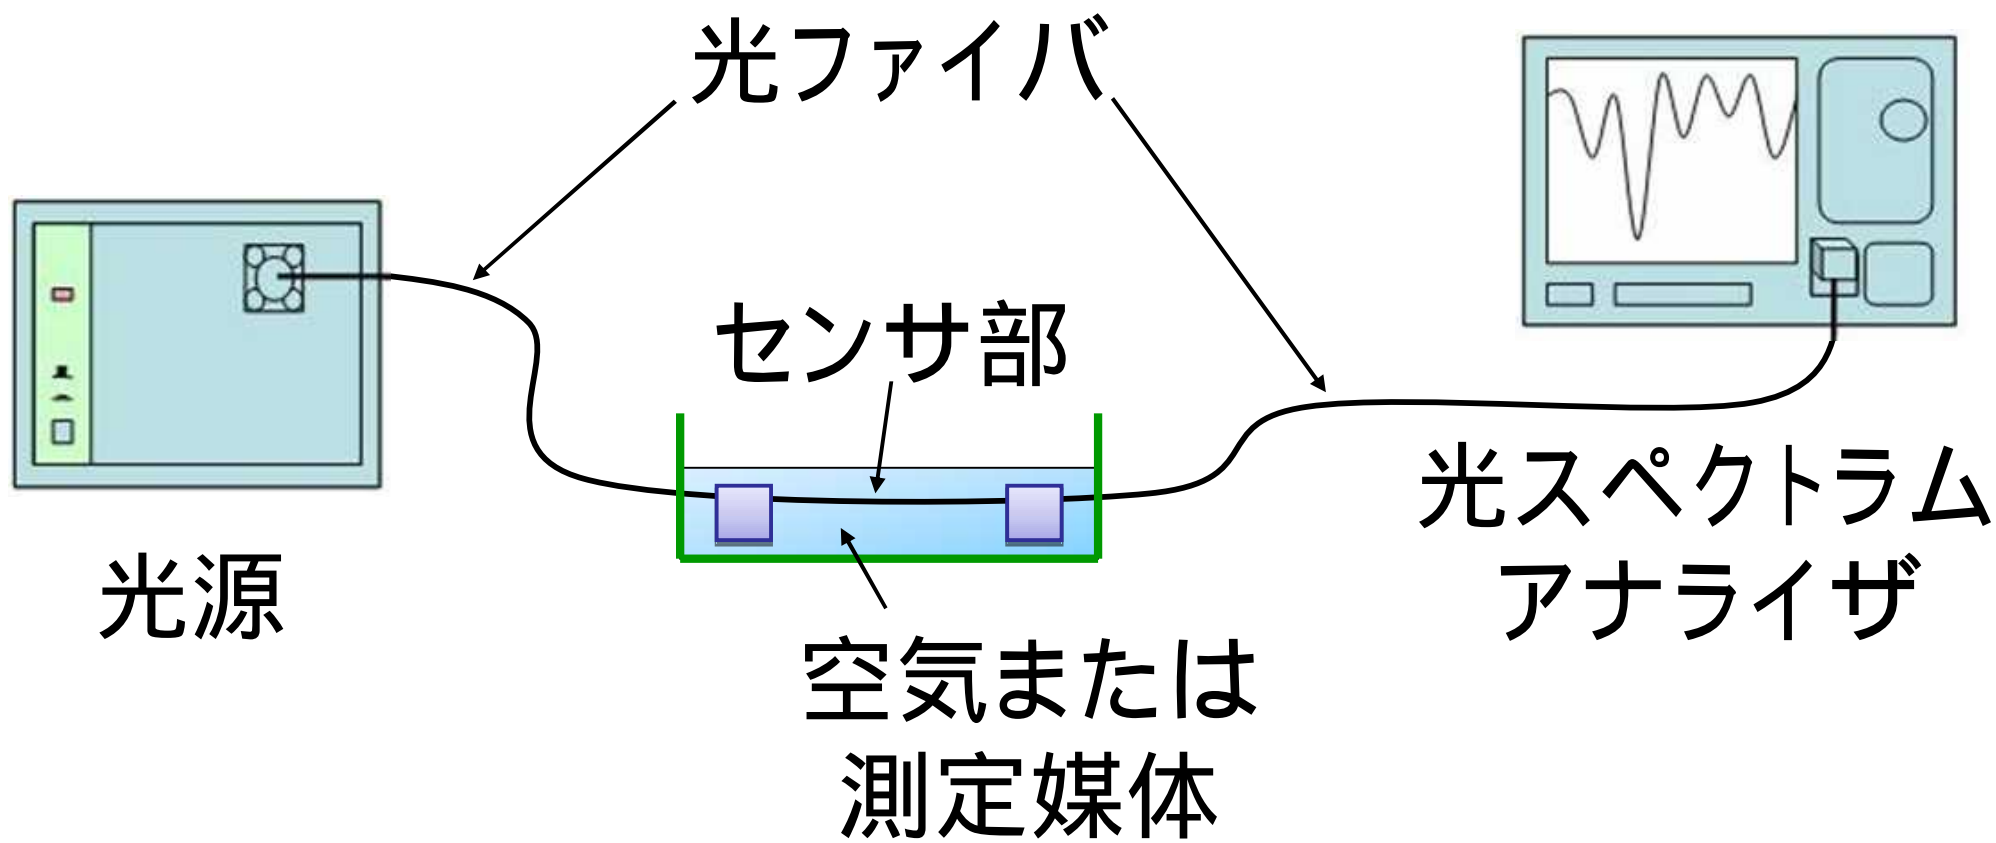 光ファイバ
センサ部
光源
光スペクトラム
アナライザ
空気または
測定媒体